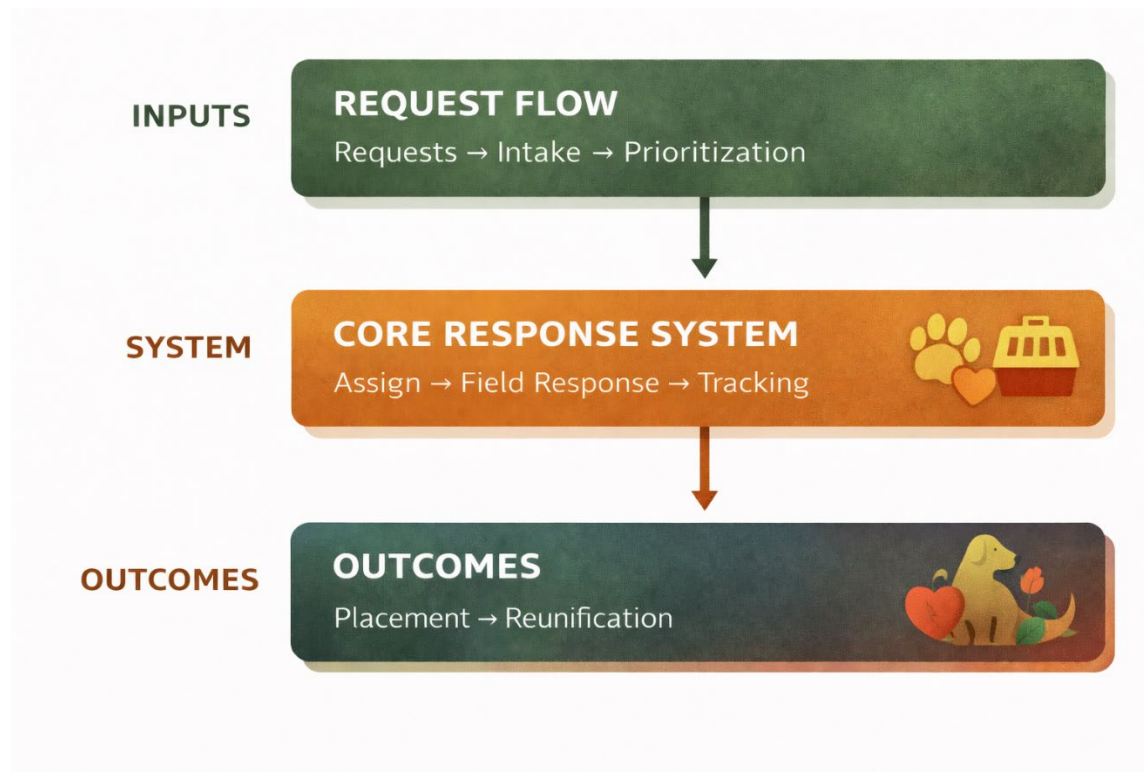 INPUTS
REQUEST FLOW
Requests → Intake → Prioritization
SYSTEM
CORE RESPONSE SYSTEM
Assign → Field Response → Tracking
OUTCOMES
OUTCOMES
Placement → Reunification